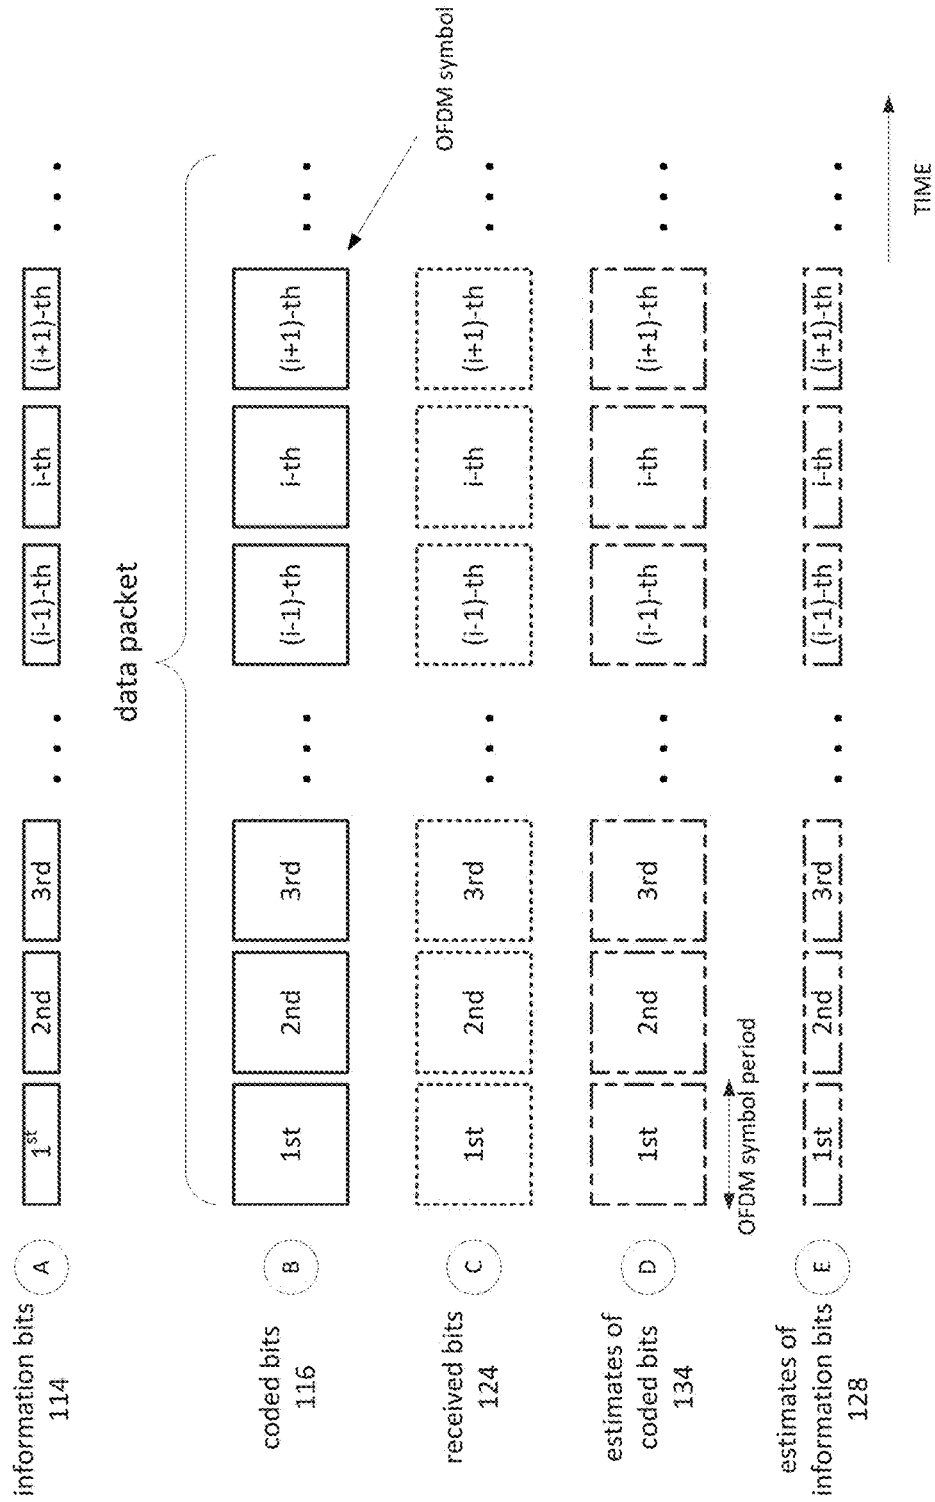 information bits
114
A
1st
2nd
3rd
(i-1)-th
i-th
(i+1)-th
data packet
coded bits
116
B
1st
2nd
3rd
(i-1)-th
i-th
(i+1)-th
OFDM symbol
received bits
124
C
1st
2nd
3rd
(i-1)-th
i-th
(i+1)-th
estimates of
coded bits
134
D
1st
2nd
3rd
(i-1)-th
i-th
(i+1)-th
OFDM symbol period
estimates of
information bits
128
E
1st
2nd
3rd
(i-1)-th
i-th
(i+1)-th
TIME